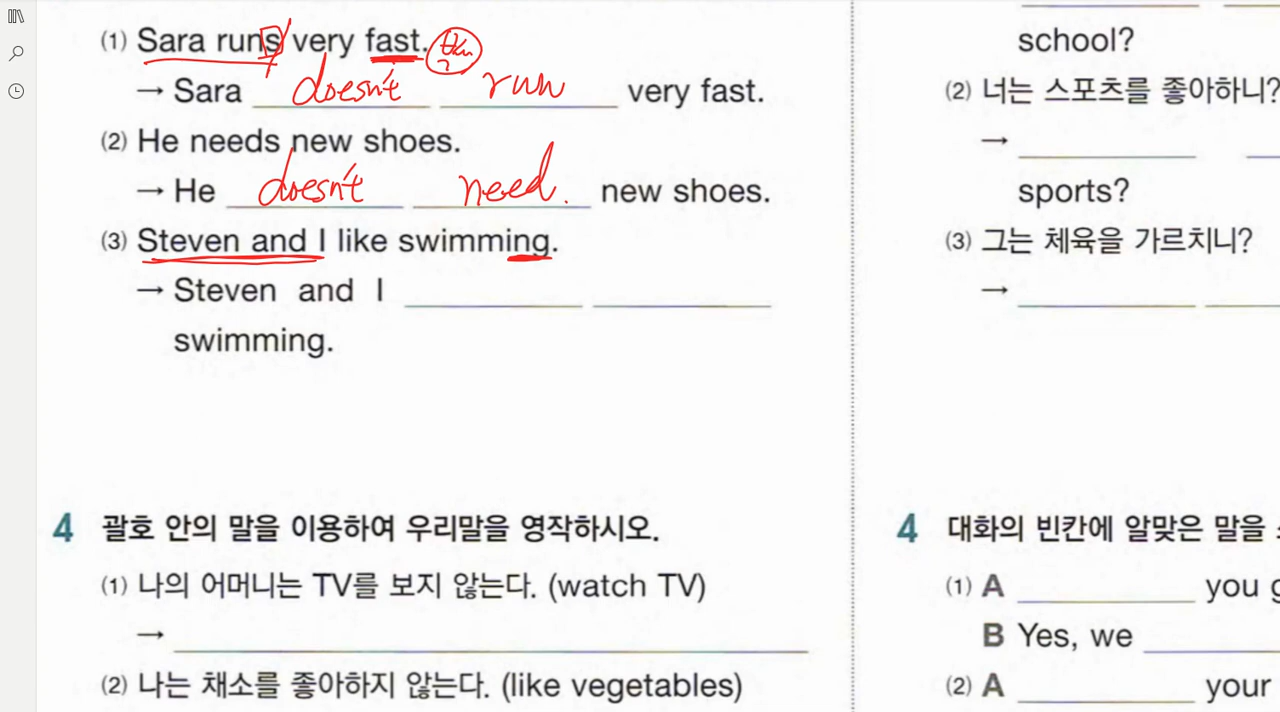 (1) Sara runs very fast.
→ Sara doesn't run very fast.
(2) He needs new shoes.
→ He doesn't need. new shoes.
(3) Steven and I like swimming.
→ Steven and I
swimming.
4 괄호 안의 말을 이용하여 우리말을 영작하시오.
(1) 나의 어머니는 TV를 보지 않는다. (watch TV)
→
(2) 나는 채소를 좋아하지 않는다. (like vegetables)
school?
(2) 너는 스포츠를 좋아하니?
→
sports?
(3) 그는 체육을 가르치니?
→
4 대화의 빈칸에 알맞은 말을
(1) A you
B Yes, we
(2) A your